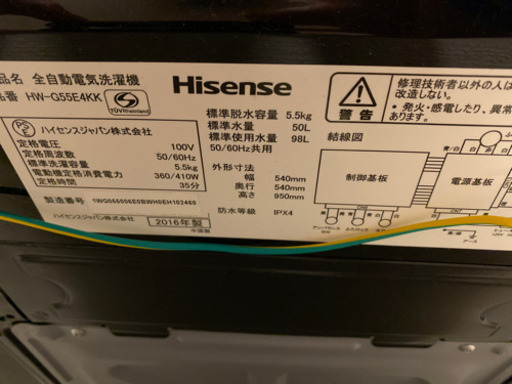 品名 全自動電気洗濯機
品番 HW-G55E4KK
TÜVRheinland
Hisense
PSE
ハイセンスジャパン株式会社
定格電圧 100V
定格周波数 50/60Hz
標準洗濯容量 5.5kg
電動機定格消費電力 360/410W
定格時間 35分
製造番号
ハイセンスジャパン株式会社
2016年製
中国製
標準脱水容量 5.5kg
標準水量 50L
標準使用水量 98L
50/60Hz共用
外形寸法
幅 540mm
奥行 540mm
高さ 950mm
防水等級 IPX4
警告
修理技術者以外の人は
改造しない。
発火・感電したり、異
あります。
結線図
制御基板
電源基板
アース